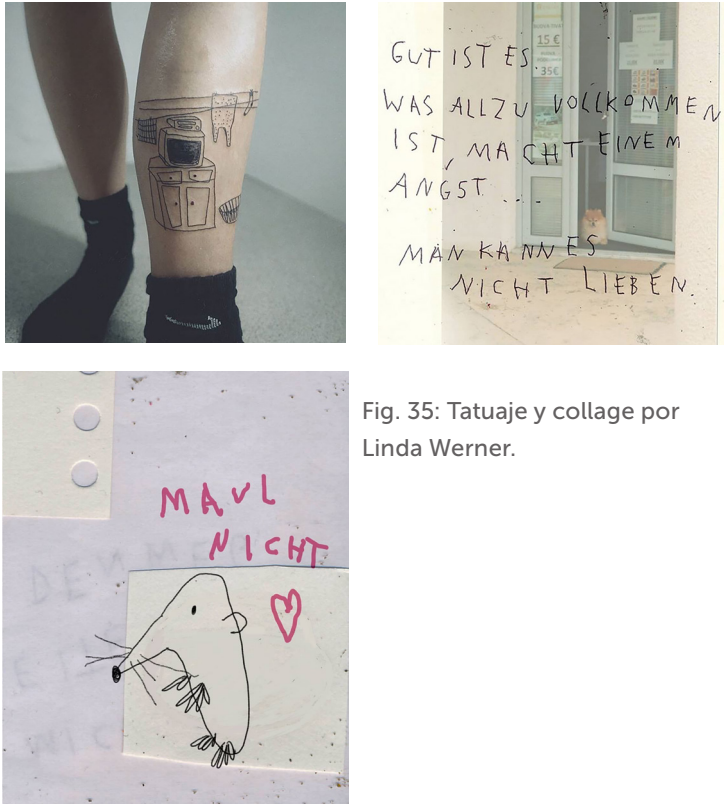 15 €
35€
GUT IST ES.
WAS ALLZU VOLLKOMMEN
IST, MACHT EINEM
ANGST ...
MAN KANN ES
NICHT LIEBEN.
Fig. 35: Tatuaje y collage por
Linda Werner.
MAUL
NICHT